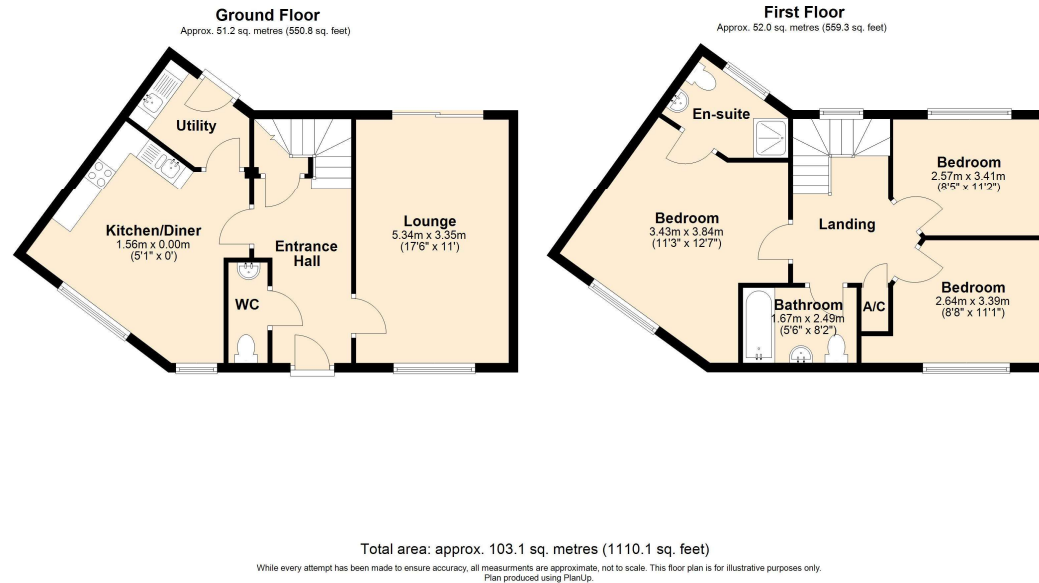 Ground Floor
Approx. 51.2 sq. metres (550.8 sq. feet)
Utility
Kitchen/Diner
1.56m x 0.00m
(5'1" x 0')
WC
Entrance
Hall
Lounge
5.34m x 3.35m
(17'6" x 11')
First Floor
Approx. 52.0 sq. metres (559.3 sq. feet)
En-suite
Bedroom
3.43m x 3.84m
(11'3" x 12'7")
Landing
Bedroom
2.57m x 3.41m
(8'5" x 11'2")
Bathroom
1.67m x 2.49m
(5'6" x 8'2")
A/C
Bedroom
2.64m x 3.39m
(8'8" x 11'1")
Total area: approx. 103.1 sq. metres (1110.1 sq. feet)
While every attempt has been made to ensure accuracy, all measurments are approximate, not to scale. This floor plan is for illustrative purposes only.
Plan produced using PlanUp.